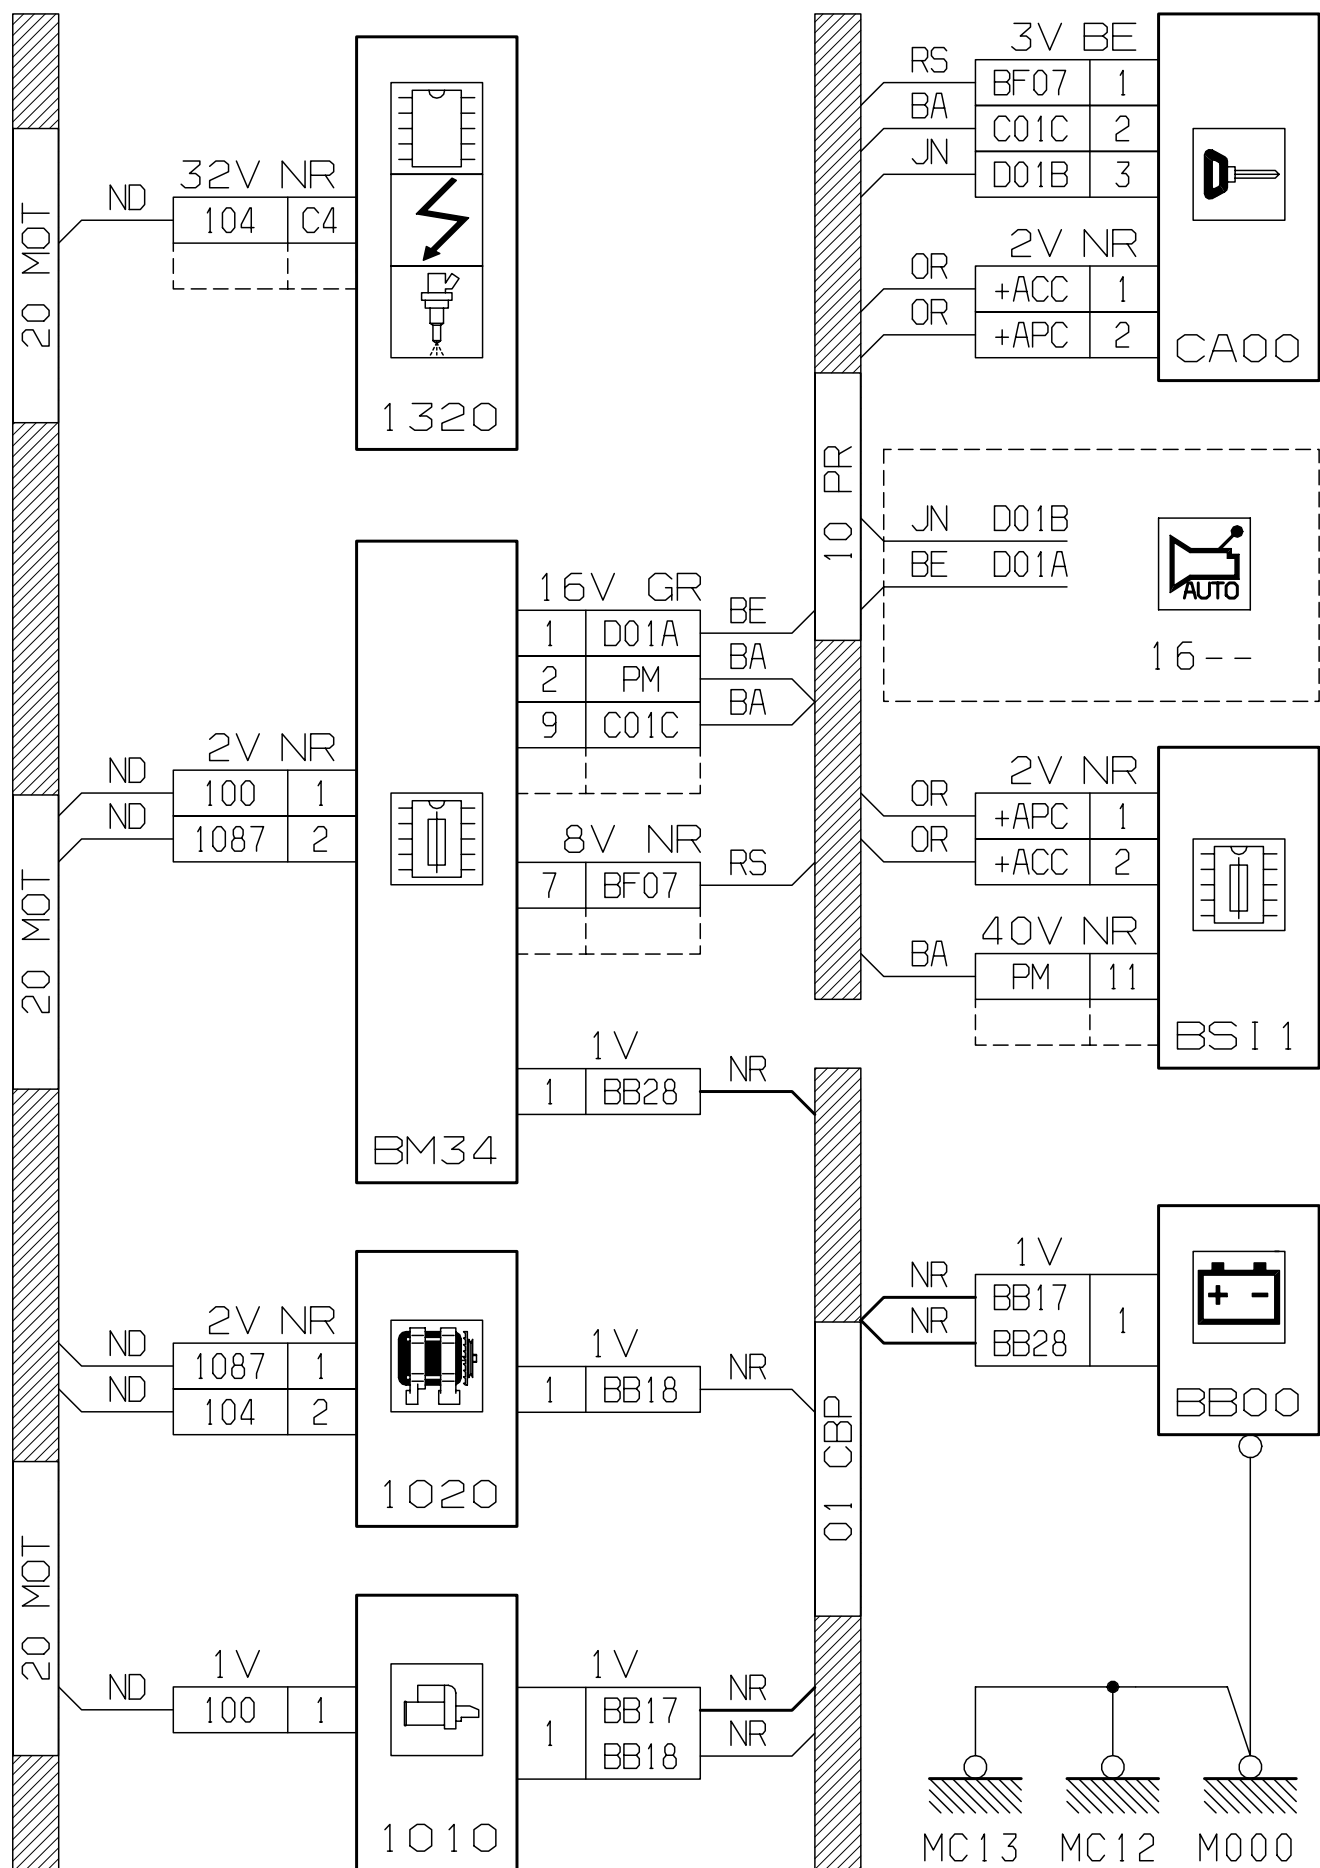 20 MOT
ND
32V NR
104 C4
1320
20 MOT
ND
ND
2V NR
100 1
1087 2
16V GR
1 D01A BE
2 PM BA
9 C01C BA
8V NR
7 BF07 RS
1V
1 BB28 NR
BM34
ND
ND
2V NR
1087 1
104 2
1V
1 BB18 NR
1020
20 MOT
ND
1V
100 1
1V
1
BB17 NR
BB18 NR
1010
3V BE
RS BF07 1
BA C01C 2
JN D01B 3
2V NR
OR +ACC 1
OR +APC 2
CA00
10 PR
JN D01B
BE D01A
AUTO
16--
2V NR
OR +APC 1
OR +ACC 2
40V NR
BA PM 11
BSI1
1V
NR BB17
NR BB28
1
+ -
BB00
01 CBP
MC13 MC12 M000